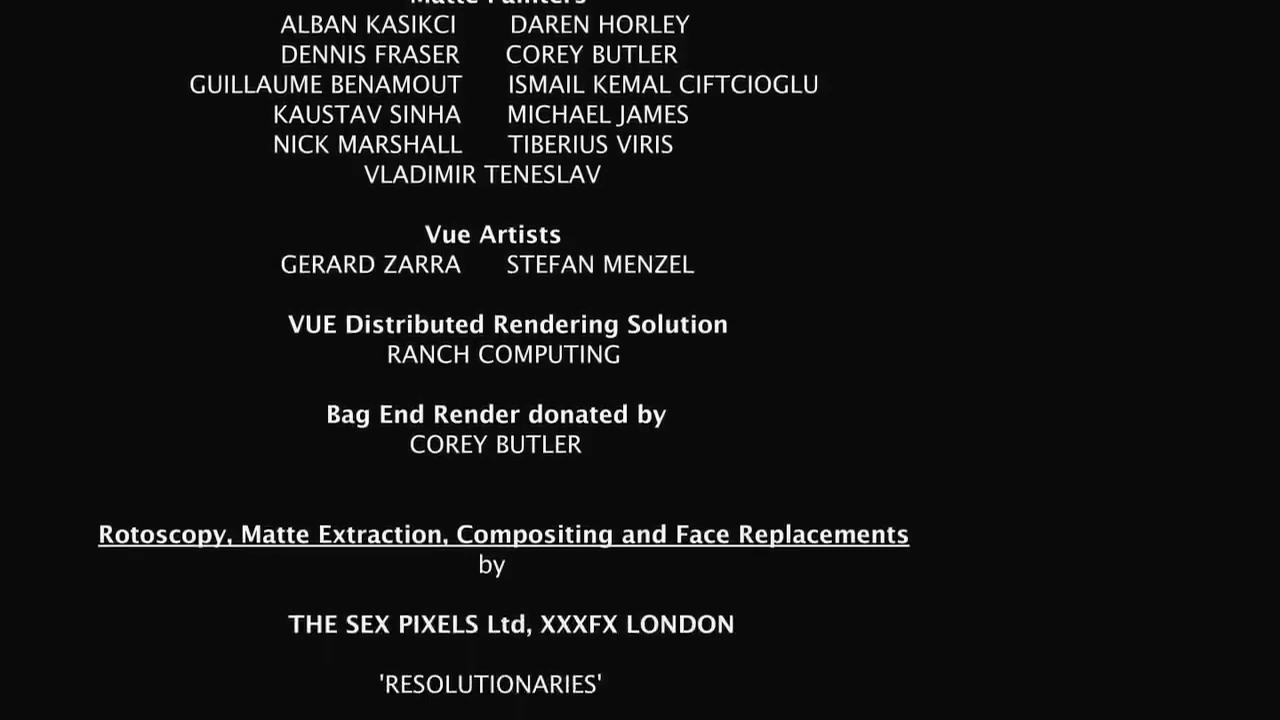 Matte Painters
ALBAN KASIKCI DAREN HORLEY
DENNIS FRASER COREY BUTLER
GUILLAUME BENAMOUT ISMAIL KEMAL CIFTCIOGLU
KAUSTAV SINHA MICHAEL JAMES
NICK MARSHALL TIBERIUS VIRIS
VLADIMIR TENESLAV
Vue Artists
GERARD ZARRA STEFAN MENZEL
VUE Distributed Rendering Solution
RANCH COMPUTING
Bag End Render donated by
COREY BUTLER
Rotoscopy, Matte Extraction, Compositing and Face Replacements
by
THE SEX PIXELS Ltd, XXXFX LONDON
'RESOLUTIONARIES'